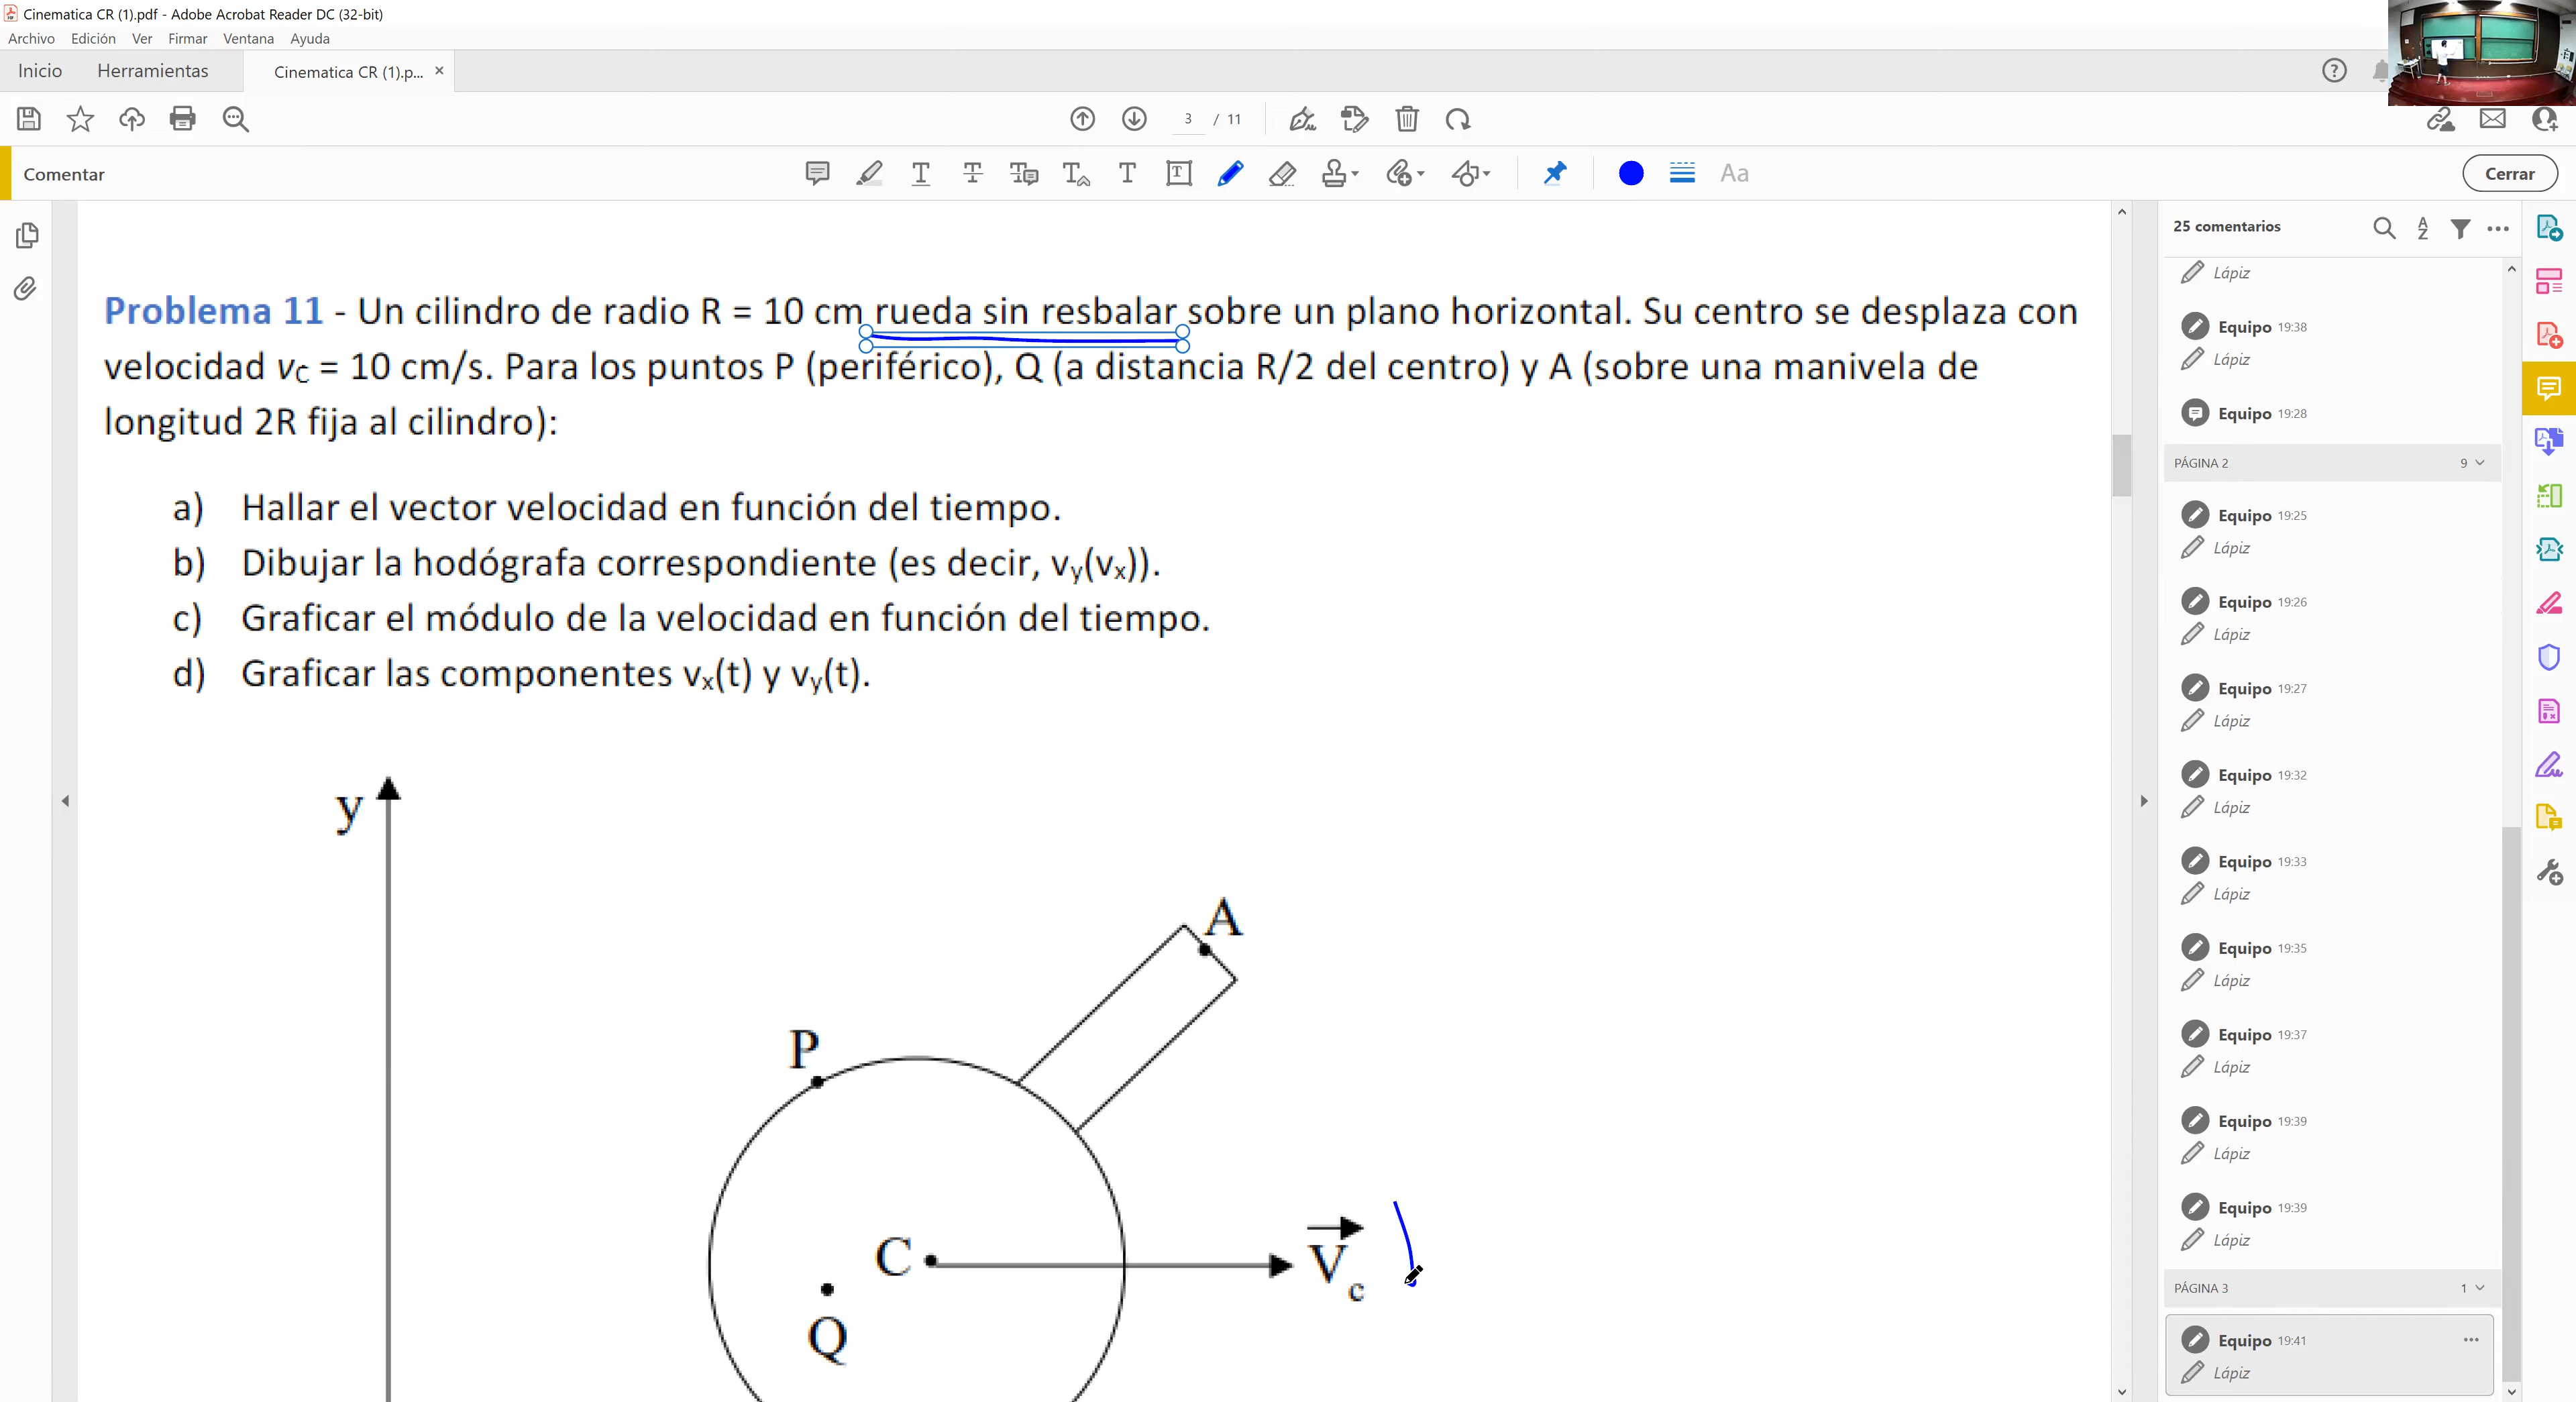 Cinematica CR (1).pdf - Adobe Acrobat Reader DC (32-bit)
Archivo Edición Ver Firmar Ventana Ayuda
Inicio Herramientas Cinematica CR (1).p... ×
3 / 11
Comentar
Aa
Cerrar
Problema 11 - Un cilindro de radio R = 10 cm rueda sin resbalar sobre un plano horizontal. Su centro se desplaza con
velocidad vC = 10 cm/s. Para los puntos P (periférico), Q (a distancia R/2 del centro) y A (sobre una manivela de
longitud 2R fija al cilindro):
a) Hallar el vector velocidad en función del tiempo.
b) Dibujar la hodógrafa correspondiente (es decir, vy(vx)).
c) Graficar el módulo de la velocidad en función del tiempo.
d) Graficar las componentes vx(t) y vy(t).
y
A
P
C
Vc
Q
25 comentarios
Lápiz
Equipo 19:38
Lápiz
Equipo 19:28
PÁGINA 2 9
Equipo 19:25
Lápiz
Equipo 19:26
Lápiz
Equipo 19:27
Lápiz
Equipo 19:32
Lápiz
Equipo 19:33
Lápiz
Equipo 19:35
Lápiz
Equipo 19:37
Lápiz
Equipo 19:39
Lápiz
Equipo 19:39
Lápiz
PÁGINA 3 1
Equipo 19:41
Lápiz